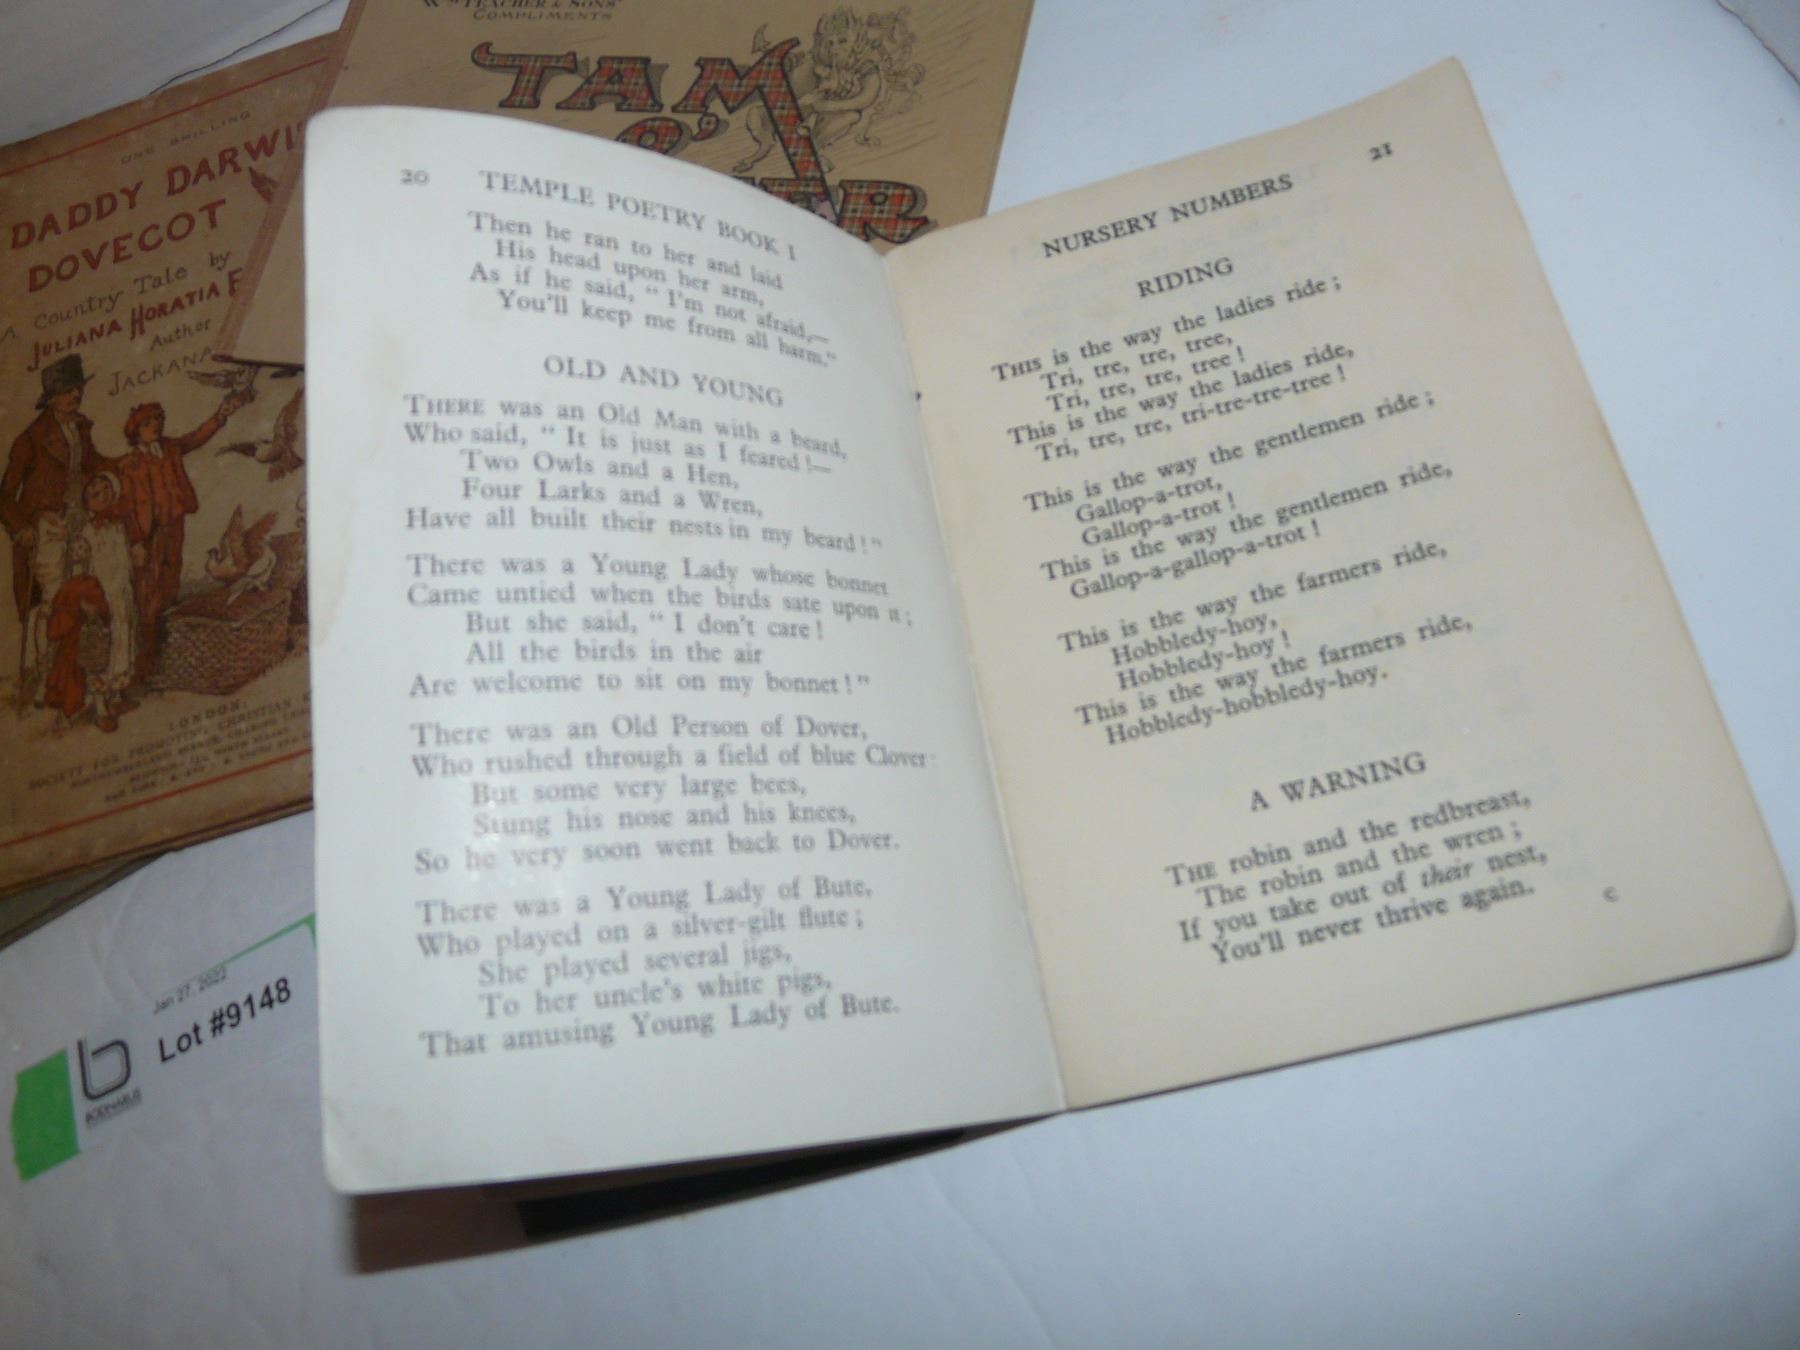 ONE SHILLING
DADDY DARWIN
DOVECOT
A Country Tale by
JULIANA HORATIA E
Author
JACKANA
LONDON:
SOCIETY FOR PROMOTING CHRISTIAN
TEACHER & SONS'
COMPLIMENTS
TAM
O'
TER
20 TEMPLE POETRY BOOK I
Then he ran to her and laid
His head upon her arm,
As if he said, "I'm not afraid,—
You'll keep me from all harm."
OLD AND YOUNG
THERE was an Old Man with a beard,
Who said, "It is just as I feared!—
Two Owls and a Hen,
Four Larks and a Wren,
Have all built their nests in my beard!"
There was a Young Lady whose bonnet
Came untied when the birds sate upon it;
But she said, "I don't care!
All the birds in the air
Are welcome to sit on my bonnet!"
There was an Old Person of Dover,
Who rushed through a field of blue Clover
But some very large bees,
Stung his nose and his knees,
So he very soon went back to Dover.
There was a Young Lady of Bute,
Who played on a silver-gilt flute;
She played several jigs,
To her uncle's white pigs,
That amusing Young Lady of Bute.
NURSERY NUMBERS 21
RIDING
THIS is the way the ladies ride;
Tri, tre, tre, tree,
Tri, tre, tre, tree!
This is the way the ladies ride,
Tri, tre, tre, tri-tre-tre-tree!
This is the way the gentlemen ride;
Gallop-a-trot,
Gallop-a-trot!
This is the way the gentlemen ride,
Gallop-a-gallop-a-trot!
This is the way the farmers ride,
Hobbledy-hoy,
Hobbledy-hoy!
This is the way the farmers ride,
Hobbledy-hobbledy-hoy.
A WARNING
THE robin and the redbreast,
The robin and the wren;
If you take out of their nest,
You'll never thrive again.
c
Jan 27, 2022
Lot #9148
b
BODNARUS